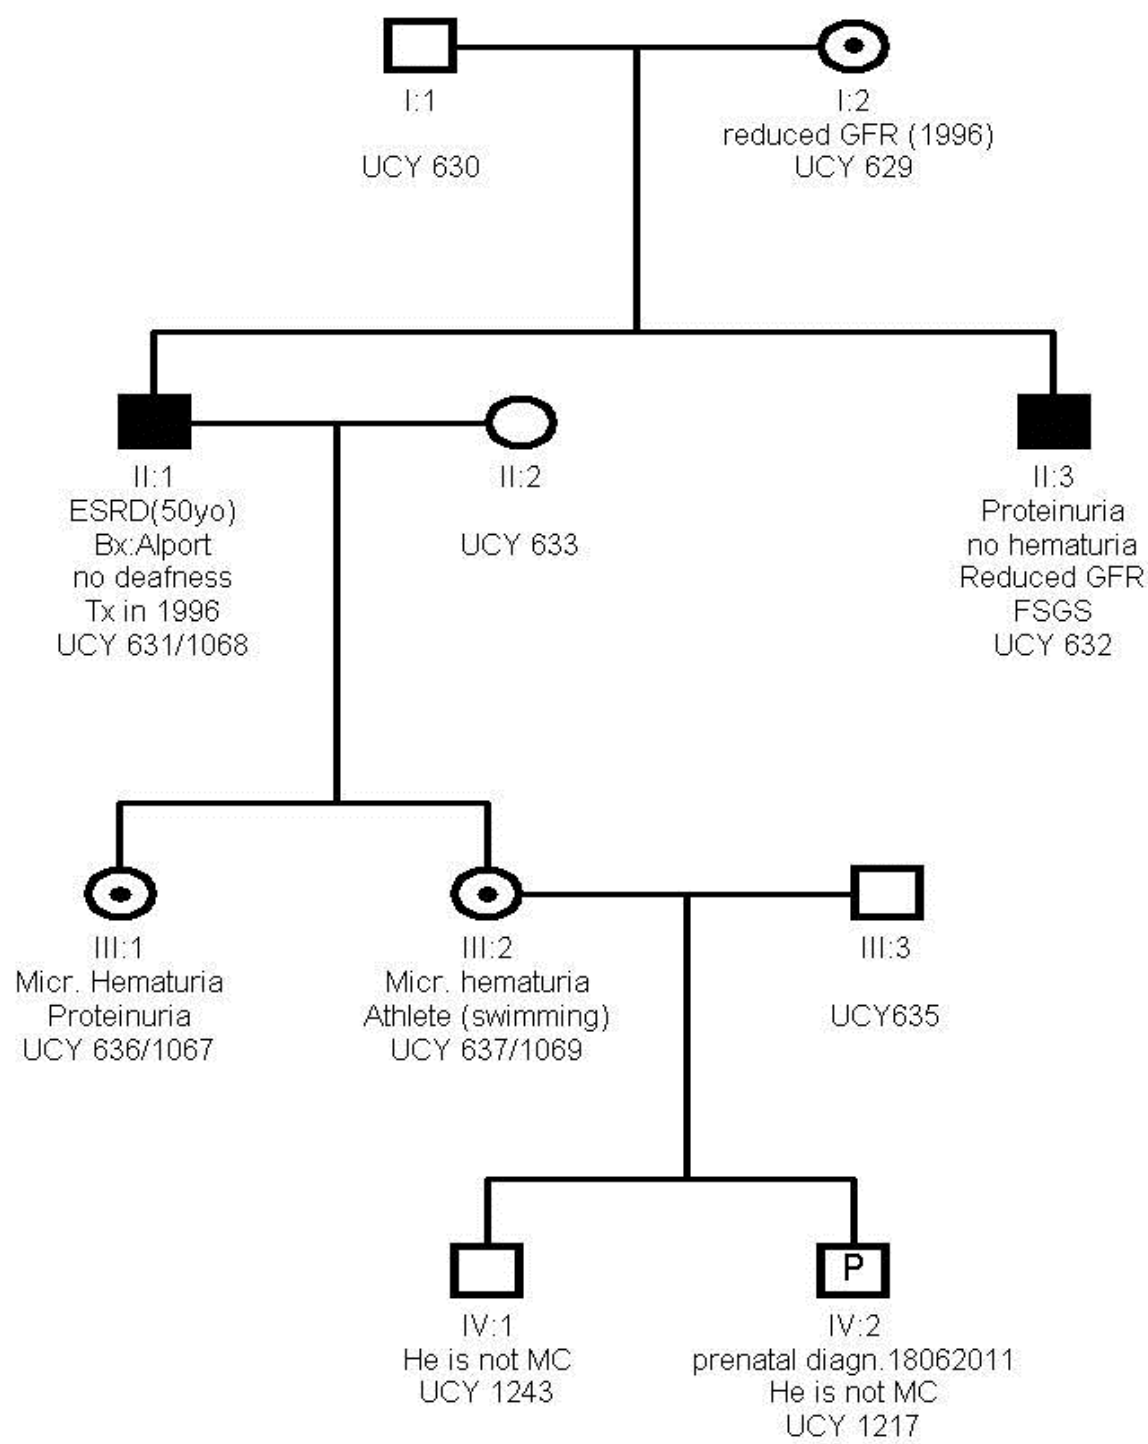 I:1
UCY 630
I:2
reduced GFR (1996)
UCY 629
II:1
ESRD(50yo)
Bx:Alport
no deafness
Tx in 1996
UCY 631/1068
II:2
UCY 633
II:3
Proteinuria
no hematuria
Reduced GFR
FSGS
UCY 632
III:1
Micr. Hematuria
Proteinuria
UCY 636/1067
III:2
Micr. hematuria
Athlete (swimming)
UCY 637/1069
III:3
UCY635
IV:1
He is not MC
UCY 1243
P
IV:2
prenatal diagn.18062011
He is not MC
UCY 1217